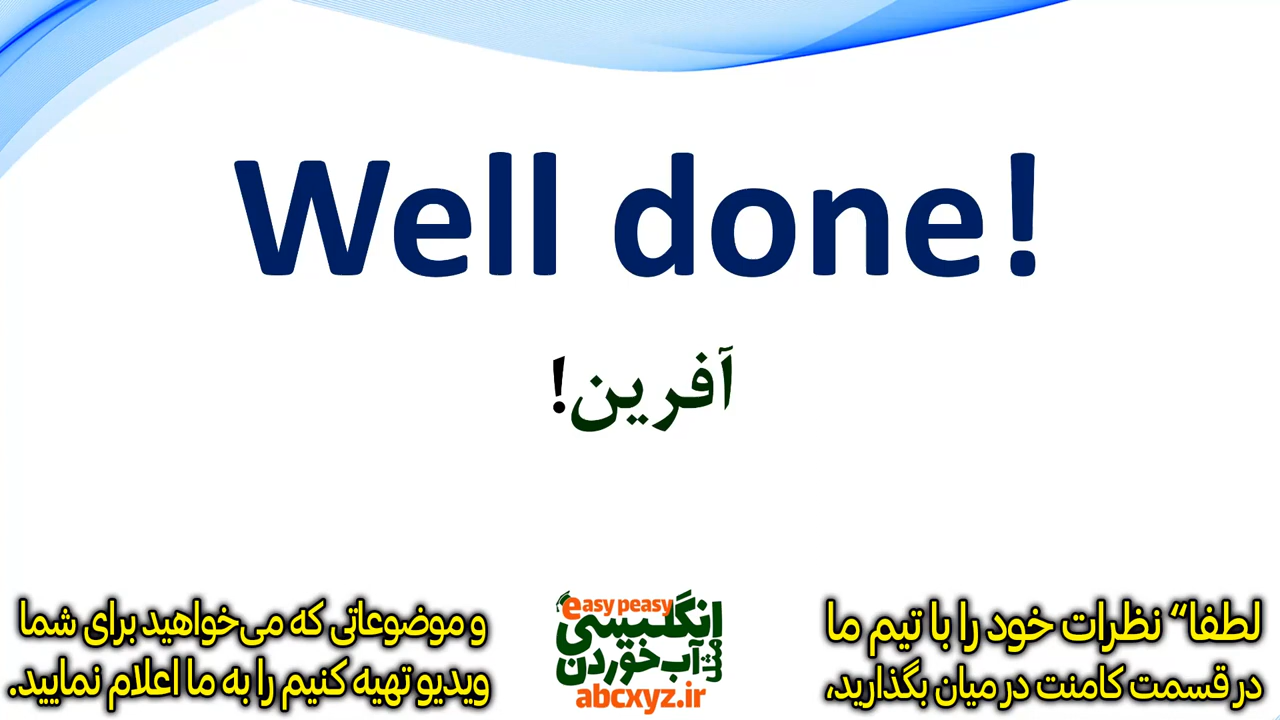 Well done!
آفرین!
لطفا“ نظرات خود را با تیم ما
در قسمت کامنت در میان بگذارید،
و موضوعاتی که می‌خواهید برای شما
ویدیو تهیه کنیم را به ما اعلام نمایید.
easy peasy
انگلیسی
مثل آب خوردن
abcxyz.ir